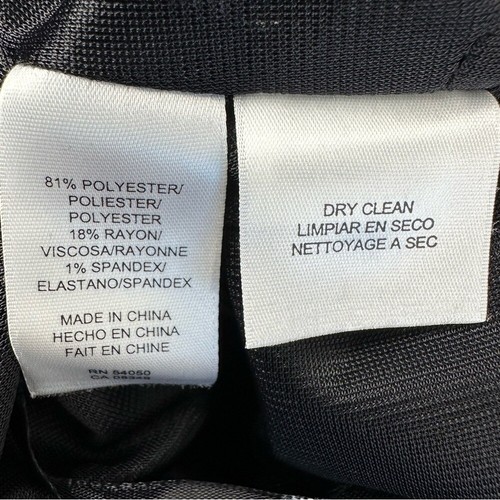 81% POLYESTER/
POLIESTER/
POLYESTER
18% RAYON/
VISCOSA/RAYONNE
1% SPANDEX/
ELASTANO/SPANDEX
MADE IN CHINA
HECHO EN CHINA
FAIT EN CHINE
RN 54050
DRY CLEAN
LIMPIAR EN SECO
NETTOYAGE A SEC